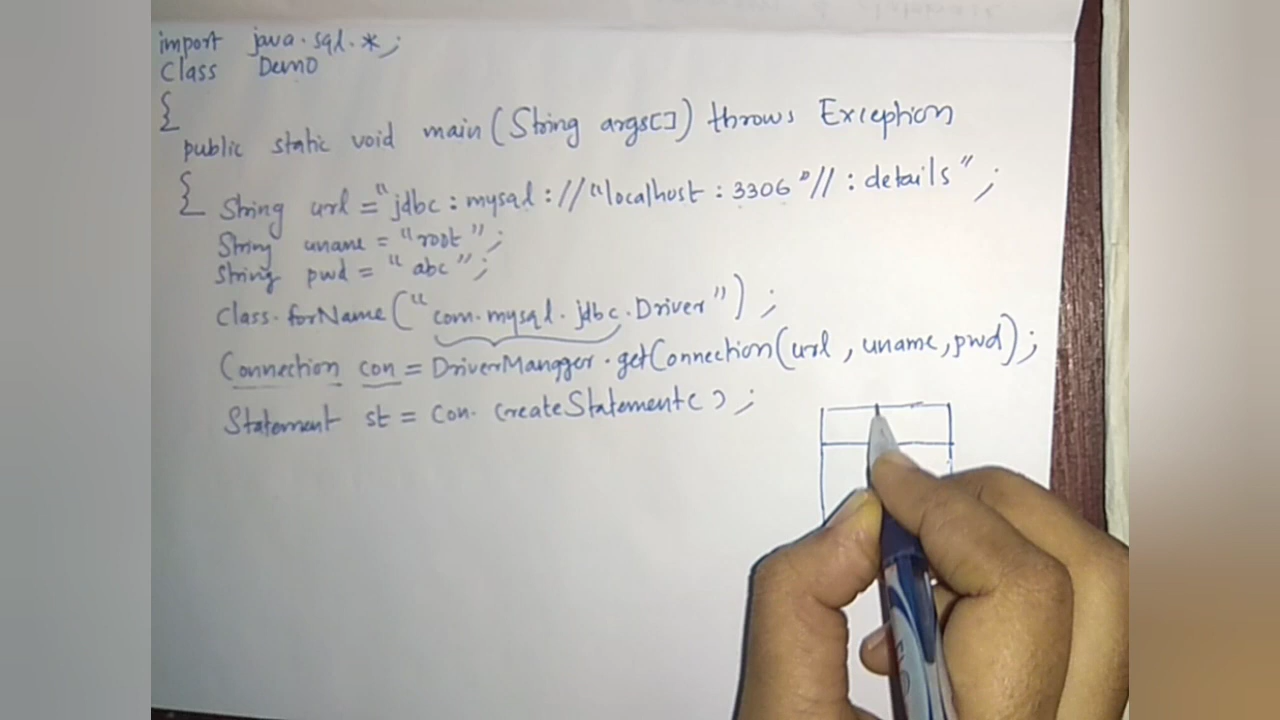 import java.sql.*;
Class Demo
{
public static void main(String args[]) throws Exception
{ String url = "jdbc:mysql://"localhost:3306"//:details";
String uname = "root";
String pwd = "abc";
Class.forName("com.mysql.jdbc.Driver");
Connection con = DriverManager.getConnection(url, uname, pwd);
Statement st = con.createStatement();